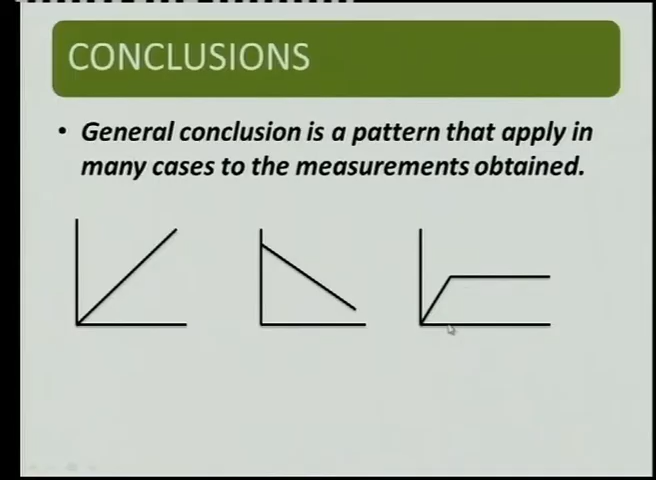 CONCLUSIONS
• General conclusion is a pattern that apply in
many cases to the measurements obtained.